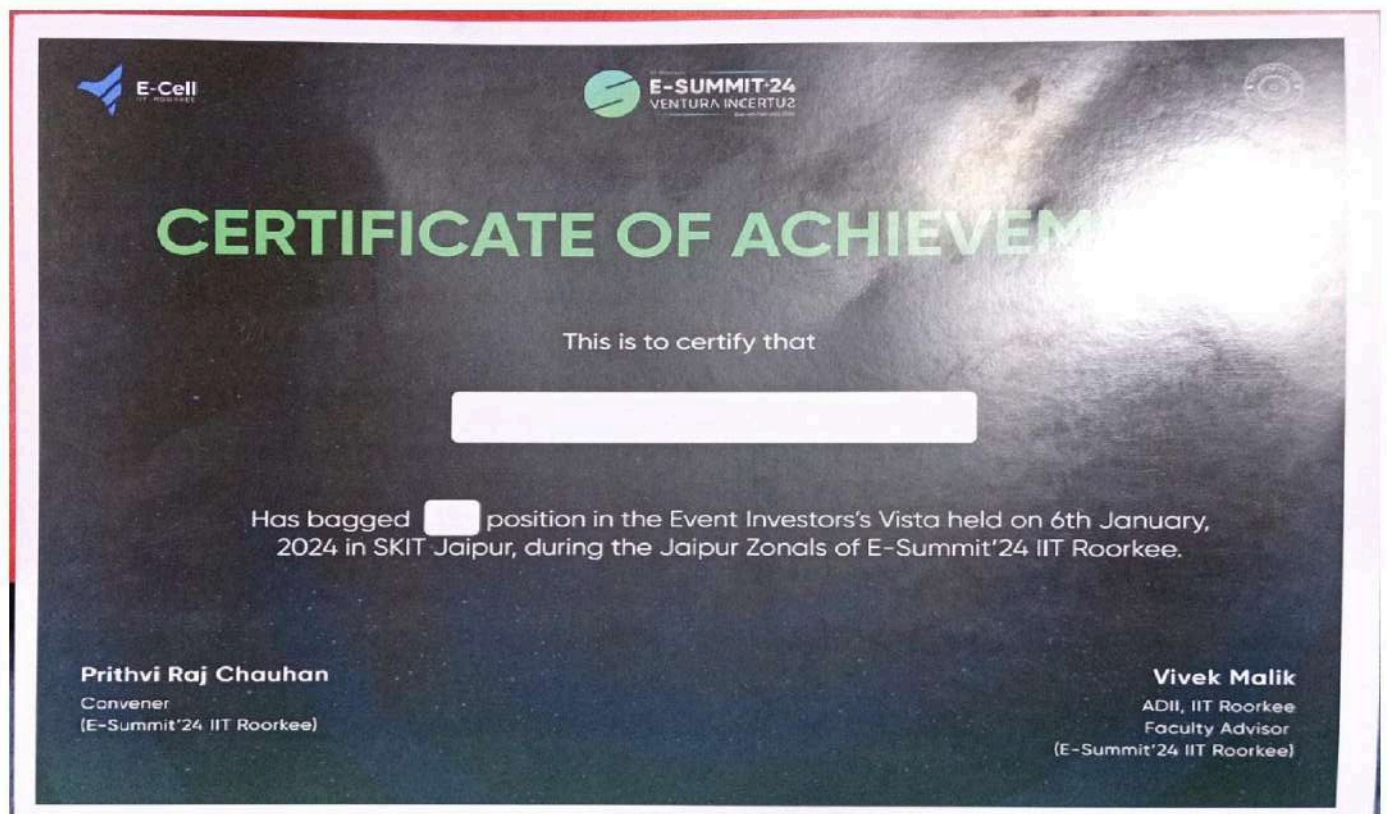 E-Cell
IIT ROORKEE
E-SUMMIT'24
VENTURA INCERTUS
CERTIFICATE OF ACHIEVEM
This is to certify that
Has bagged position in the Event Investors's Vista held on 6th January,
2024 in SKIT Jaipur, during the Jaipur Zonals of E-Summit'24 IIT Roorkee.
Prithvi Raj Chauhan
Convener
(E-Summit'24 IIT Roorkee)
Vivek Malik
ADII, IIT Roorkee
Faculty Advisor
(E-Summit'24 IIT Roorkee)